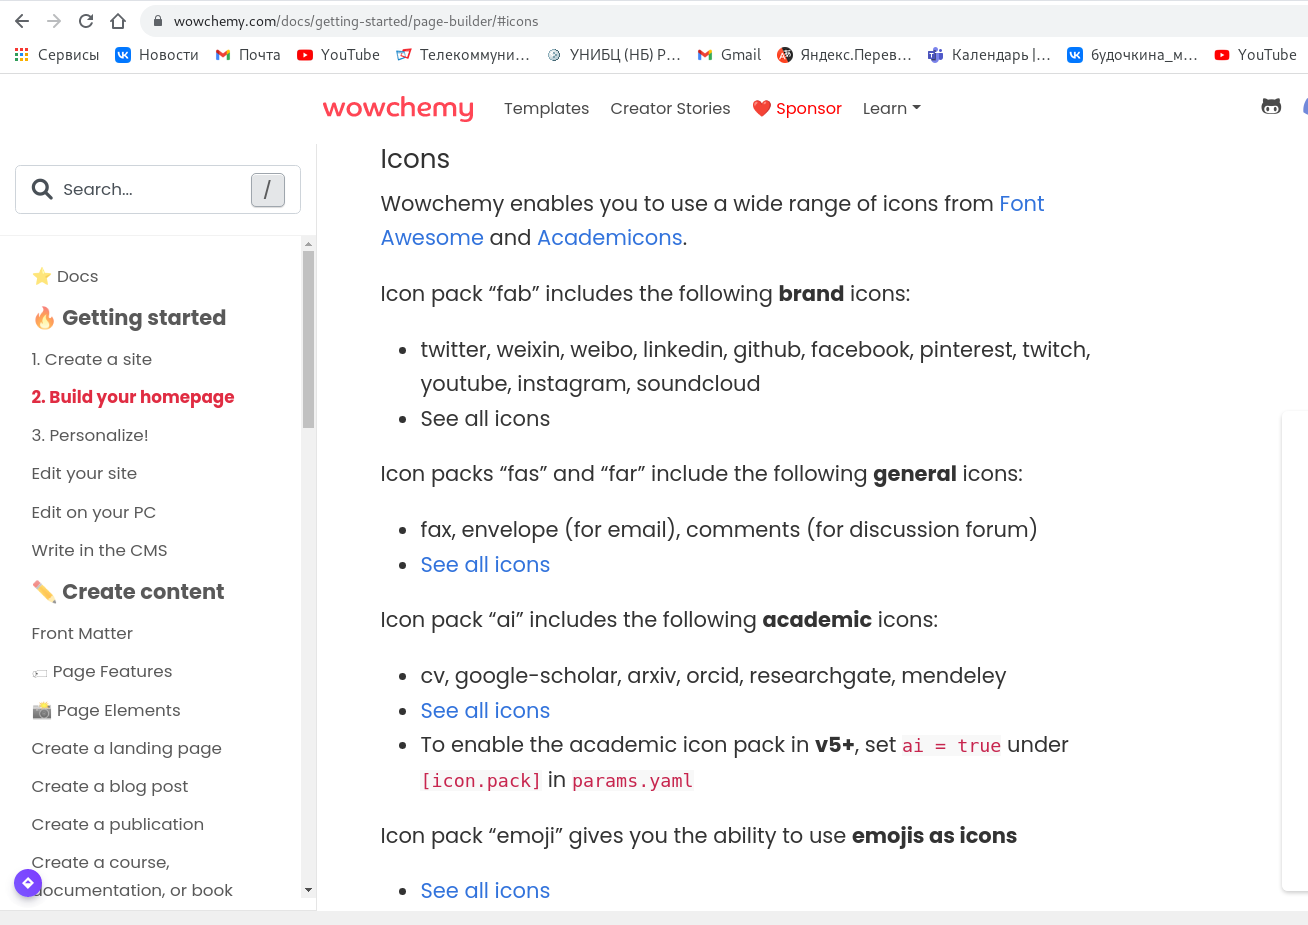 wowchemy.com/docs/getting-started/page-builder/#icons
Сервисы Новости Почта YouTube Телекоммуни... УНИБЦ (НБ) Р... Gmail Яндекс.Перев... Календарь |... будочкина_м... YouTube
wowchemy Templates Creator Stories ❤️ Sponsor Learn
Search... /
⭐ Docs
🔥 Getting started
1. Create a site
2. Build your homepage
3. Personalize!
Edit your site
Edit on your PC
Write in the CMS
✏️ Create content
Front Matter
Page Features
📸 Page Elements
Create a landing page
Create a blog post
Create a publication
Create a course,
documentation, or book
Icons
Wowchemy enables you to use a wide range of icons from Font
Awesome and Academicons.
Icon pack “fab” includes the following brand icons:
• twitter, weixin, weibo, linkedin, github, facebook, pinterest, twitch,
youtube, instagram, soundcloud
• See all icons
Icon packs “fas” and “far” include the following general icons:
• fax, envelope (for email), comments (for discussion forum)
• See all icons
Icon pack “ai” includes the following academic icons:
• cv, google-scholar, arxiv, orcid, researchgate, mendeley
• See all icons
• To enable the academic icon pack in v5+, set ai = true under
[icon.pack] in params.yaml
Icon pack “emoji” gives you the ability to use emojis as icons
• See all icons